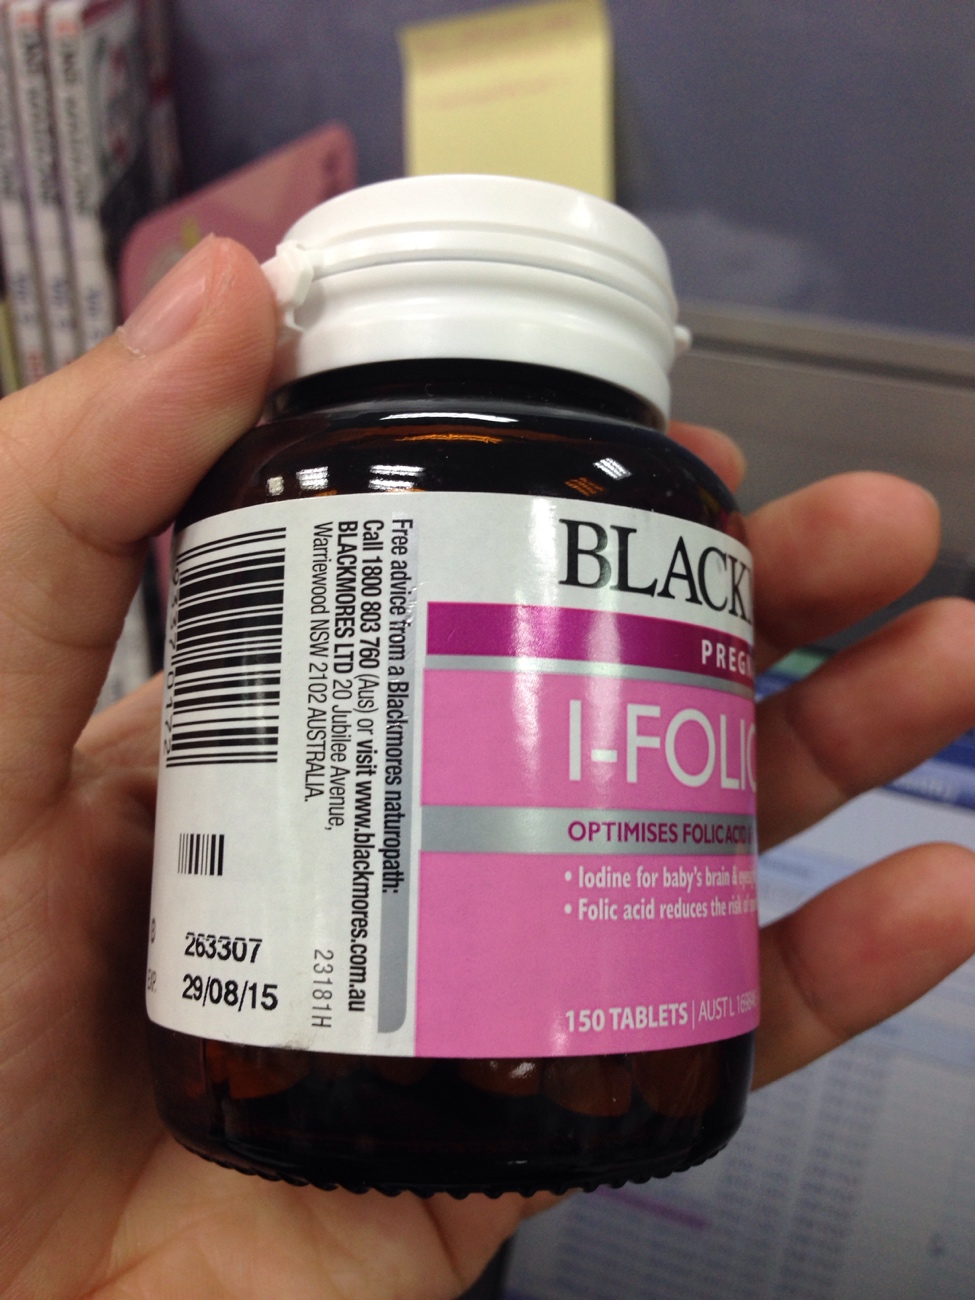 BLACK
PREG
I-FOLIC
OPTIMISES FOLIC ACID
• Iodine for baby's brain &
• Folic acid reduces the risk of
150 TABLETS | AUST L
Free advice from a Blackmores naturopath:
Call 1800 803 760 (Aus) or visit www.blackmores.com.au
BLACKMORES LTD 20 Jubilee Avenue,
Warriewood NSW 2102 AUSTRALIA.
23181H
263307
EXP. 29/08/15